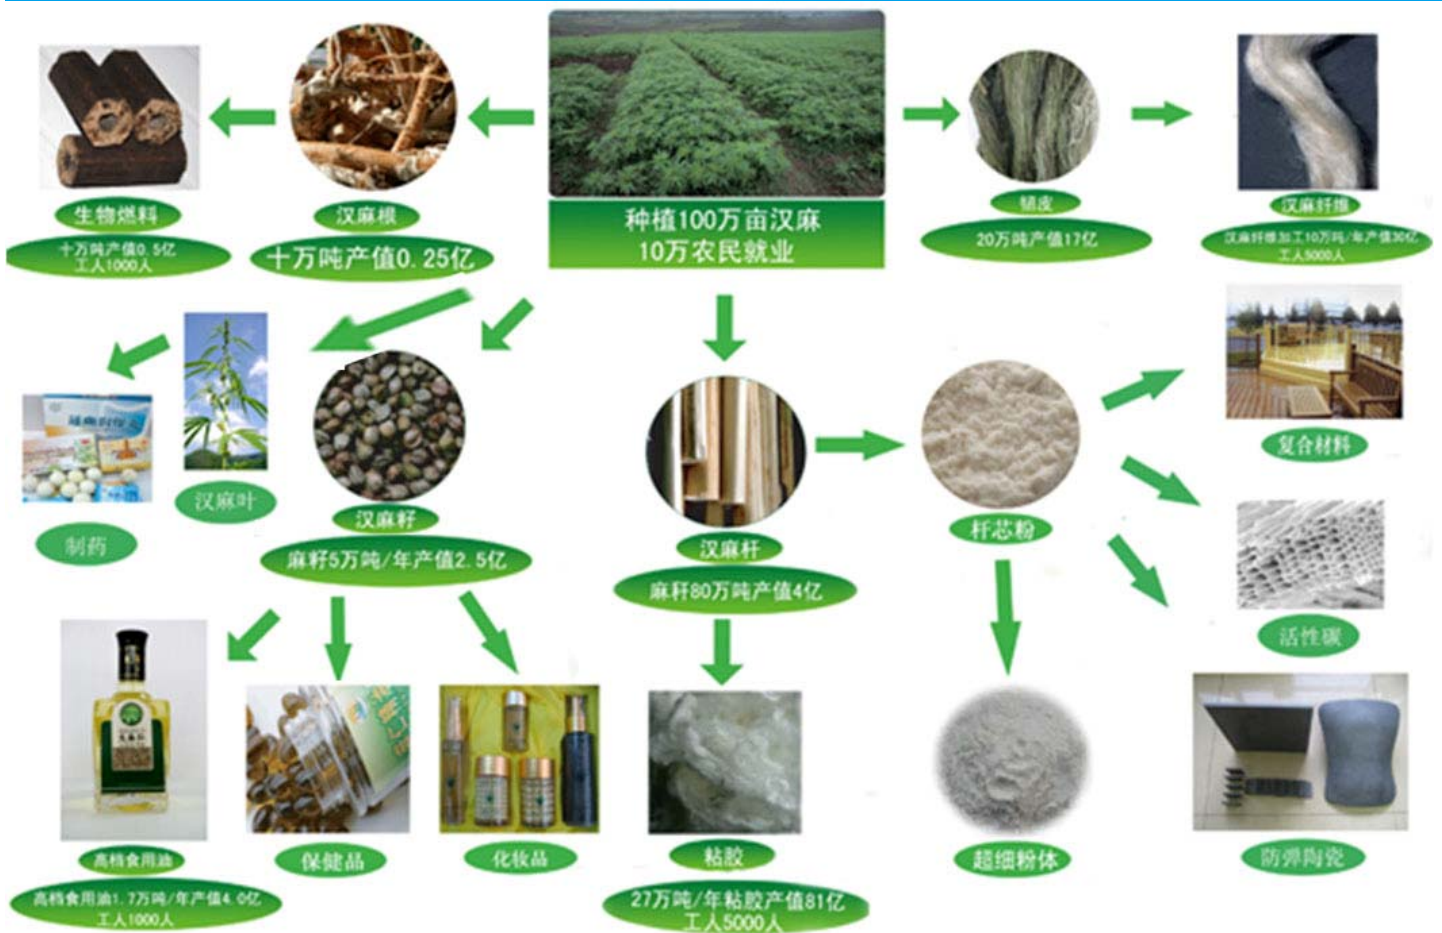 种植100万亩汉麻
10万农民就业
生物燃料
十万吨产值0.5亿
工人1000人
汉麻根
十万吨产值0.25亿
韧皮
20万吨产值17亿
汉麻纤维
汉麻纤维加工10万吨/年产值30亿
工人5000人
制药
汉麻叶
汉麻籽
麻籽5万吨/年产值2.5亿
汉麻杆
麻秆80万吨产值4亿
杆芯粉
复合材料
活性碳
高档食用油
高档食用油1.7万吨/年产值4.0亿
工人1000人
保健品
化妆品
粘胶
27万吨/年粘胶产值81亿
工人5000人
超细粉体
防弹陶瓷